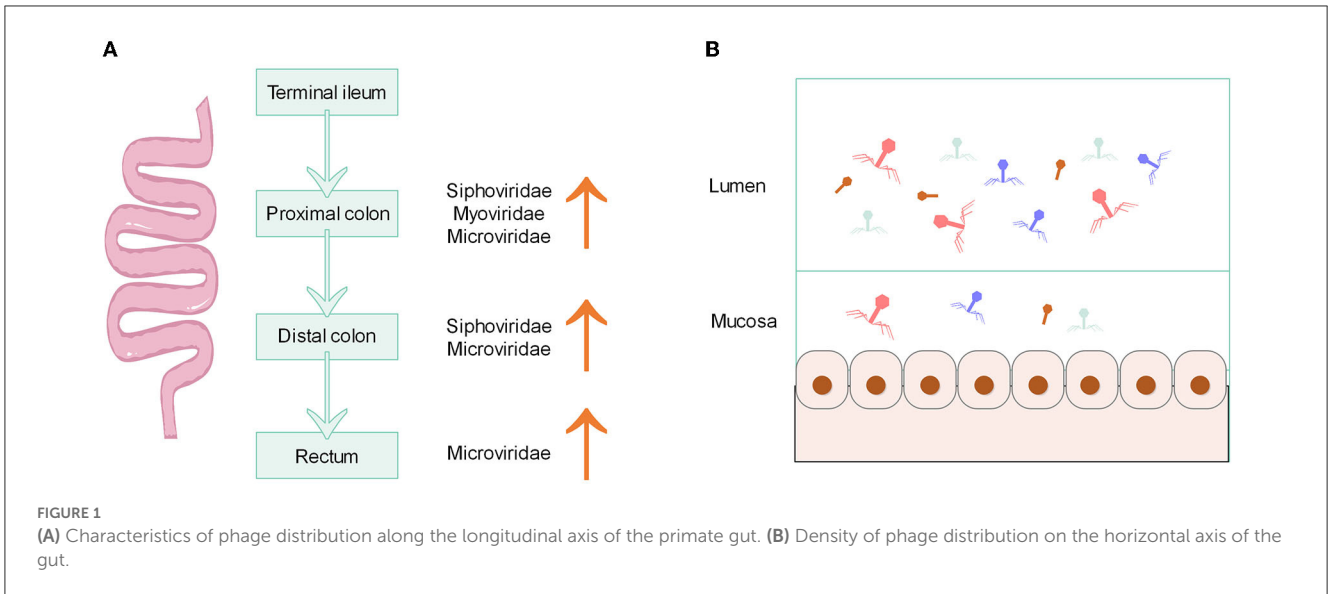 A
Terminal ileum
Proximal colon
Siphoviridae
Myoviridae
Microviridae
Distal colon
Siphoviridae
Microviridae
Rectum
Microviridae
B
Lumen
Mucosa
FIGURE 1
(A) Characteristics of phage distribution along the longitudinal axis of the primate gut. (B) Density of phage distribution on the horizontal axis of the
gut.